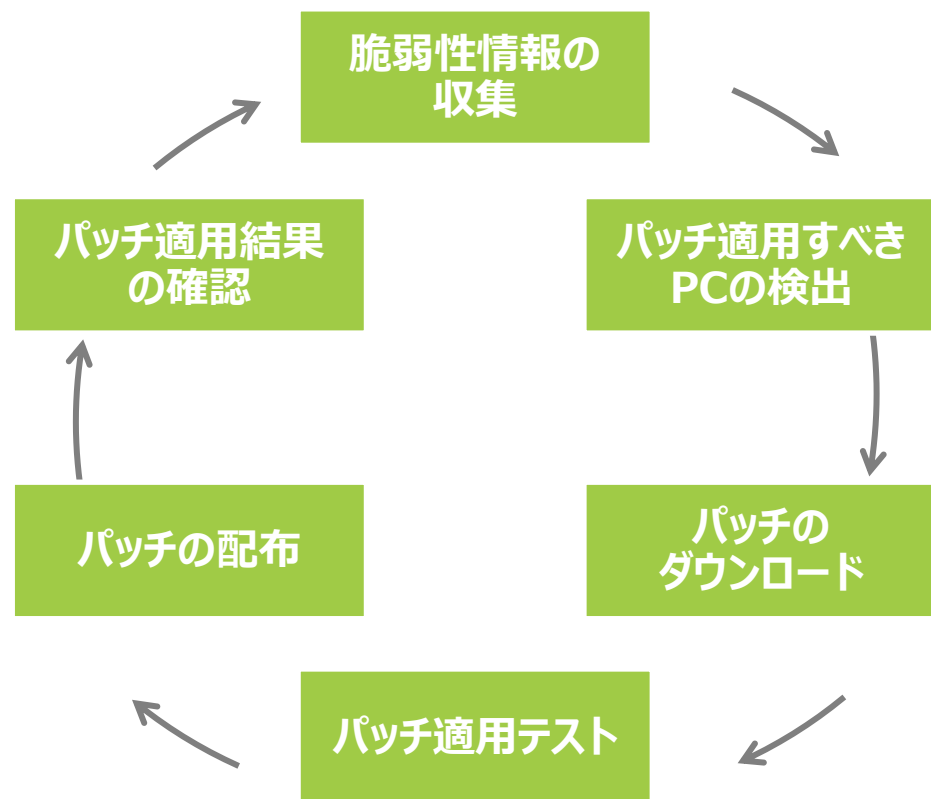 脆弱性情報の
収集
パッチ適用すべき
PCの検出
パッチの
ダウンロード
パッチ適用テスト
パッチの配布
パッチ適用結果
の確認